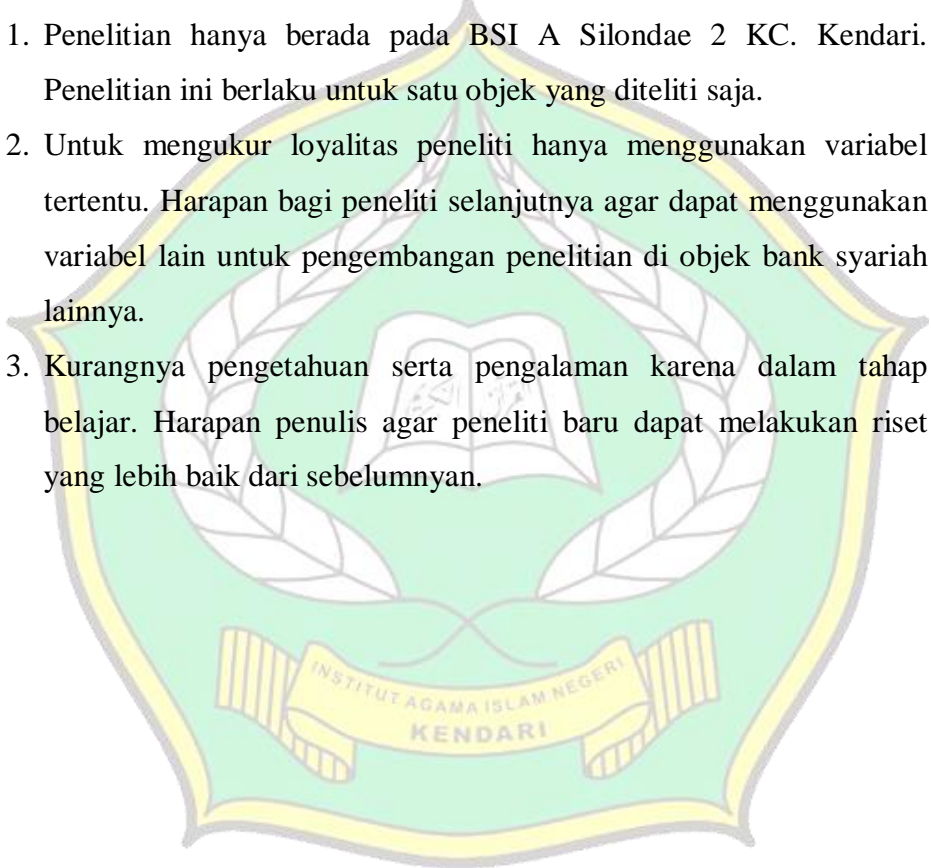 1. Penelitian hanya berada pada BSI A Silondae 2 KC. Kendari.
Penelitian ini berlaku untuk satu objek yang diteliti saja.
2. Untuk mengukur loyalitas peneliti hanya menggunakan variabel
tertentu. Harapan bagi peneliti selanjutnya agar dapat menggunakan
variabel lain untuk pengembangan penelitian di objek bank syariah
lainnya.
3. Kurangnya pengetahuan serta pengalaman karena dalam tahap
belajar. Harapan penulis agar peneliti baru dapat melakukan riset
yang lebih baik dari sebelumnyan.
INSTITUT AGAMA ISLAM NEGERI
KENDARI